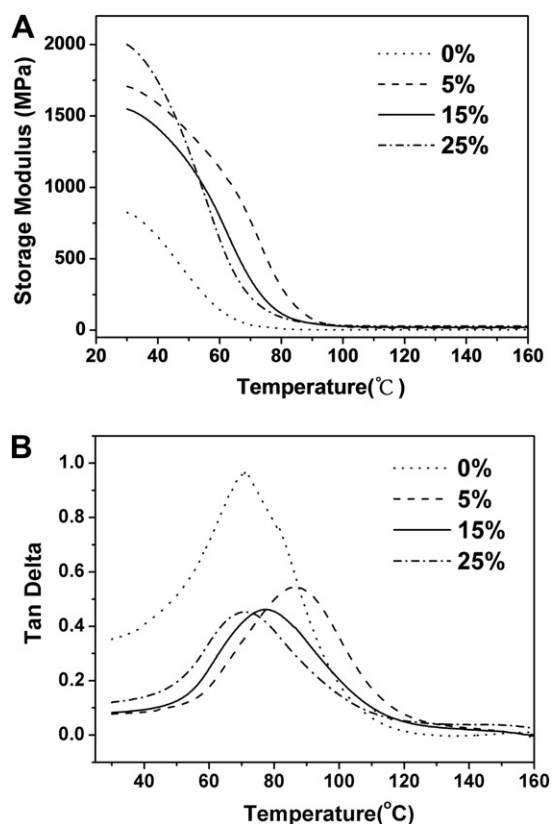 A
2000
1500
1000
500
0
Storage Modulus (MPa)
0%
5%
15%
25%
20 40 60 80 100 120 140 160
Temperature(℃)
B
1.0
0.8
0.6
0.4
0.2
0.0
Tan Delta
0%
5%
15%
25%
40 60 80 100 120 140 160
Temperature(°C)